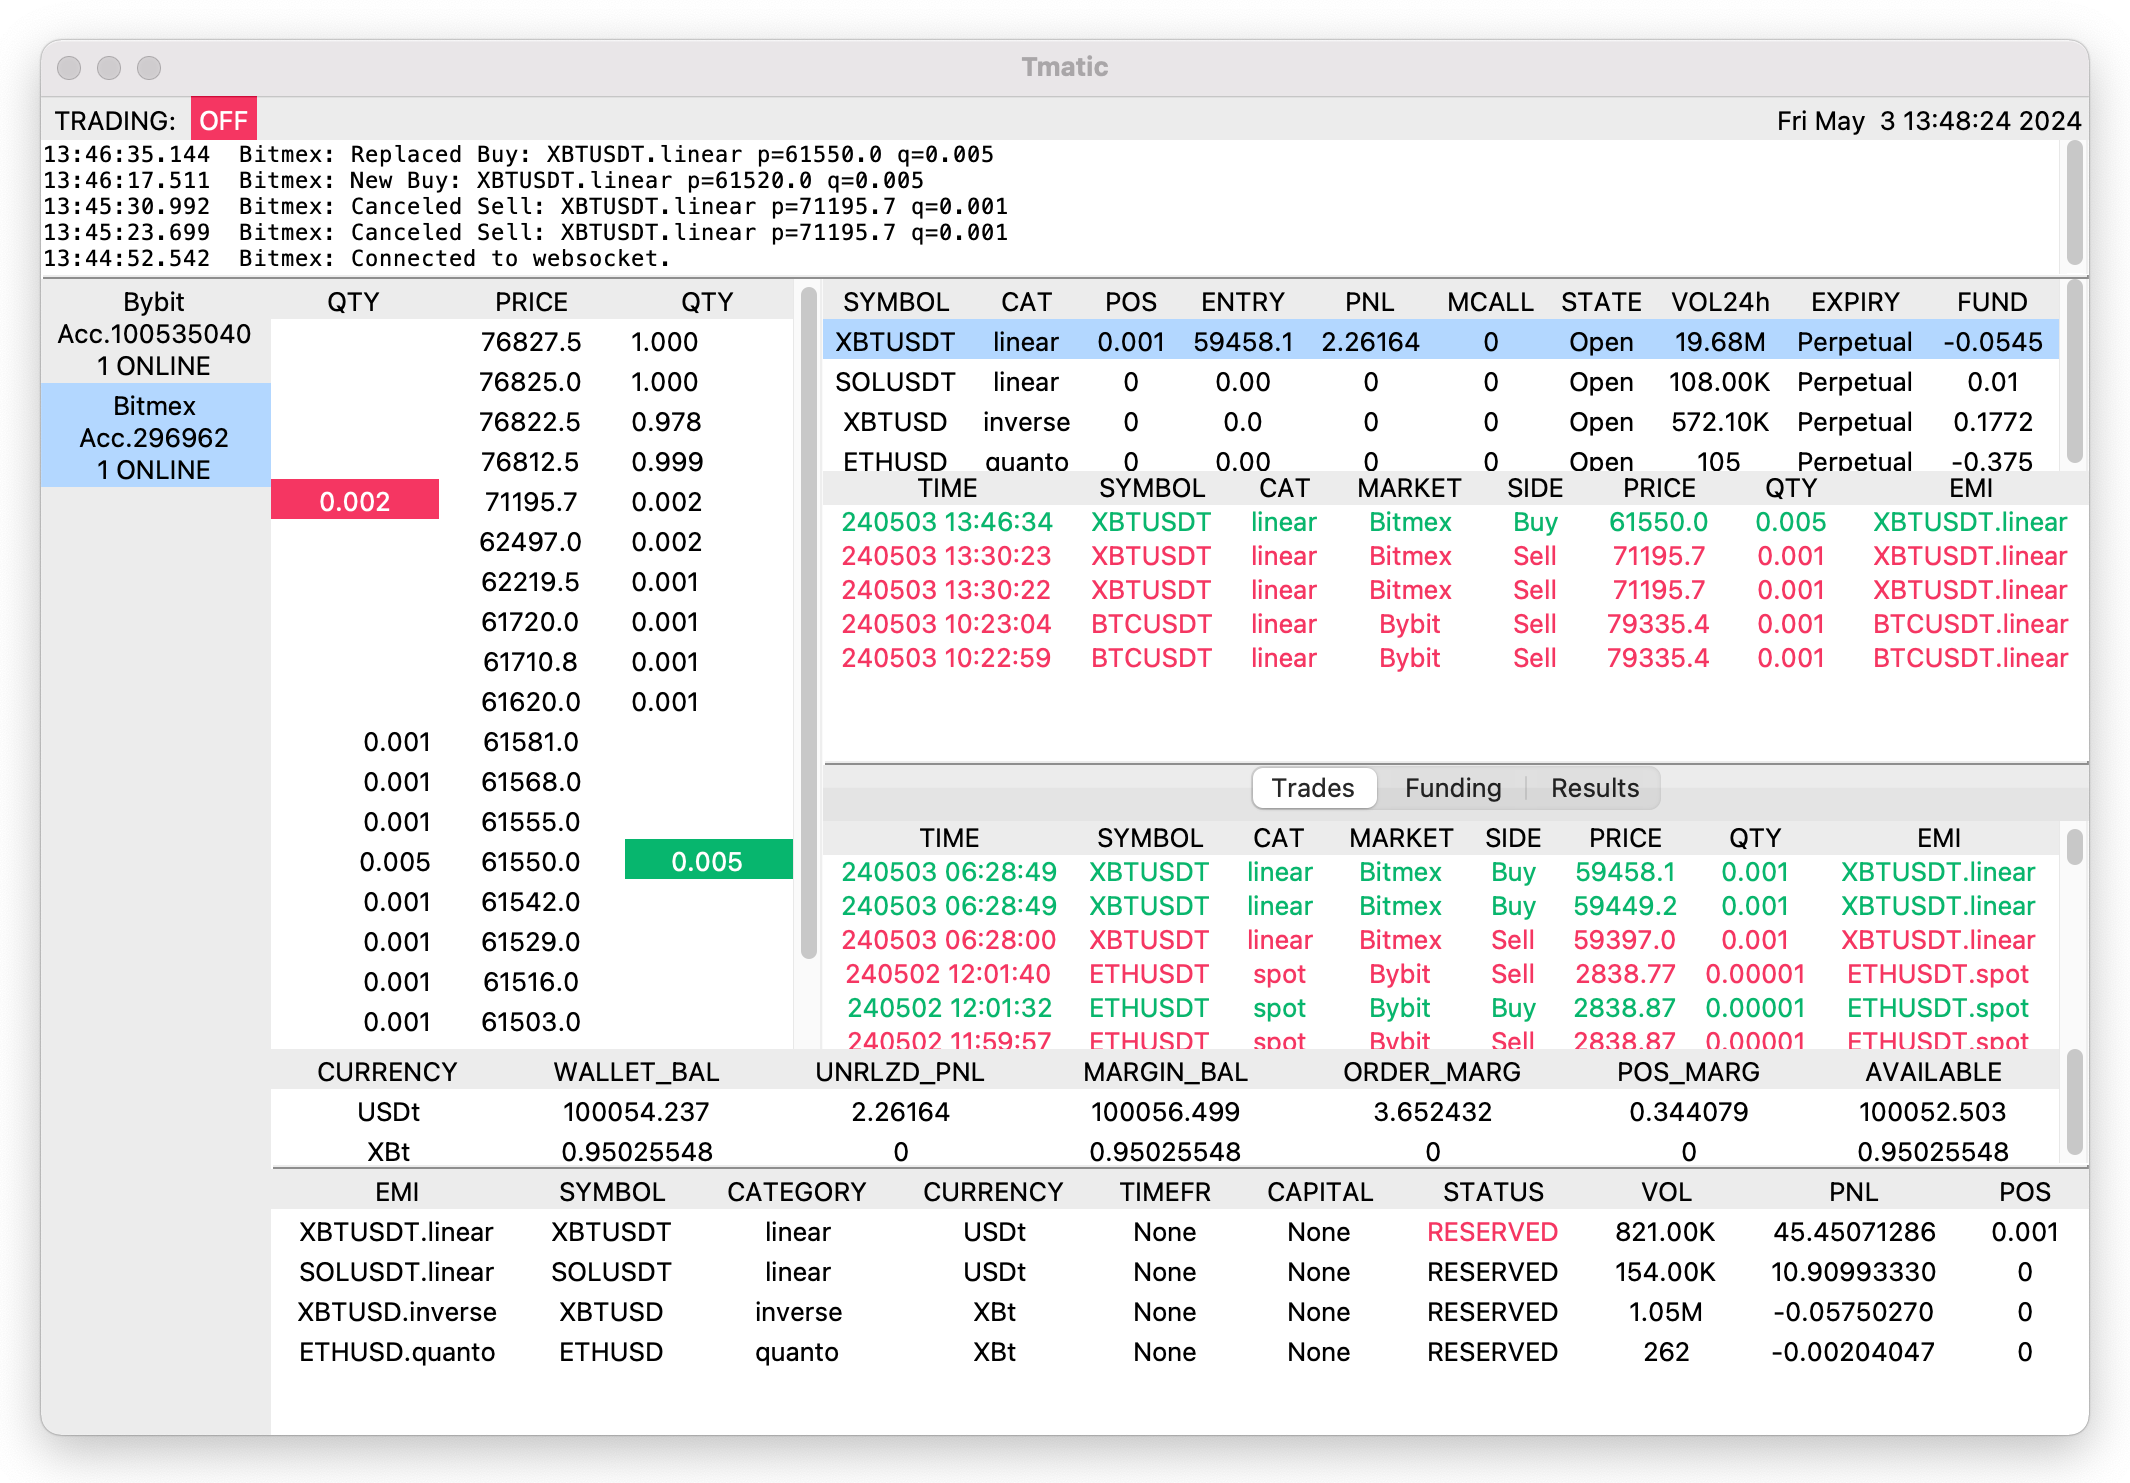 Tmatic
TRADING: OFF Fri May  3 13:48:24 2024
13:46:35.144  Bitmex: Replaced Buy: XBTUSDT.linear p=61550.0 q=0.005
13:46:17.511  Bitmex: New Buy: XBTUSDT.linear p=61520.0 q=0.005
13:45:30.992  Bitmex: Canceled Sell: XBTUSDT.linear p=71195.7 q=0.001
13:45:23.699  Bitmex: Canceled Sell: XBTUSDT.linear p=71195.7 q=0.001
13:44:52.542  Bitmex: Connected to websocket.
Bybit
Acc.100535040
1 ONLINE
Bitmex
Acc.296962
1 ONLINE
QTY PRICE QTY
76827.5 1.000
76825.0 1.000
76822.5 0.978
76812.5 0.999
0.002 71195.7 0.002
62497.0 0.002
62219.5 0.001
61720.0 0.001
61710.8 0.001
61620.0 0.001
0.001 61581.0
0.001 61568.0
0.001 61555.0
0.005 61550.0 0.005
0.001 61542.0
0.001 61529.0
0.001 61516.0
0.001 61503.0
SYMBOL CAT POS ENTRY PNL MCALL STATE VOL24h EXPIRY FUND
XBTUSDT linear 0.001 59458.1 2.26164 0 Open 19.68M Perpetual -0.0545
SOLUSDT linear 0 0.00 0 0 Open 108.00K Perpetual 0.01
XBTUSD inverse 0 0.0 0 0 Open 572.10K Perpetual 0.1772
ETHUSD quanto 0 0.00 0 0 Open 105 Perpetual -0.375
TIME SYMBOL CAT MARKET SIDE PRICE QTY EMI
240503 13:46:34 XBTUSDT linear Bitmex Buy 61550.0 0.005 XBTUSDT.linear
240503 13:30:23 XBTUSDT linear Bitmex Sell 71195.7 0.001 XBTUSDT.linear
240503 13:30:22 XBTUSDT linear Bitmex Sell 71195.7 0.001 XBTUSDT.linear
240503 10:23:04 BTCUSDT linear Bybit Sell 79335.4 0.001 BTCUSDT.linear
240503 10:22:59 BTCUSDT linear Bybit Sell 79335.4 0.001 BTCUSDT.linear
Trades Funding Results
TIME SYMBOL CAT MARKET SIDE PRICE QTY EMI
240503 06:28:49 XBTUSDT linear Bitmex Buy 59458.1 0.001 XBTUSDT.linear
240503 06:28:49 XBTUSDT linear Bitmex Buy 59449.2 0.001 XBTUSDT.linear
240503 06:28:00 XBTUSDT linear Bitmex Sell 59397.0 0.001 XBTUSDT.linear
240502 12:01:40 ETHUSDT spot Bybit Sell 2838.77 0.00001 ETHUSDT.spot
240502 12:01:32 ETHUSDT spot Bybit Buy 2838.87 0.00001 ETHUSDT.spot
240502 11:59:57 ETHUSDT spot Bybit Sell 2838.87 0.00001 ETHUSDT.spot
CURRENCY WALLET_BAL UNRLZD_PNL MARGIN_BAL ORDER_MARG POS_MARG AVAILABLE
USDt 100054.237 2.26164 100056.499 3.652432 0.344079 100052.503
XBt 0.95025548 0 0.95025548 0 0 0.95025548
EMI SYMBOL CATEGORY CURRENCY TIMEFR CAPITAL STATUS VOL PNL POS
XBTUSDT.linear XBTUSDT linear USDt None None RESERVED 821.00K 45.45071286 0.001
SOLUSDT.linear SOLUSDT linear USDt None None RESERVED 154.00K 10.90993330 0
XBTUSD.inverse XBTUSD inverse XBt None None RESERVED 1.05M -0.05750270 0
ETHUSD.quanto ETHUSD quanto XBt None None RESERVED 262 -0.00204047 0